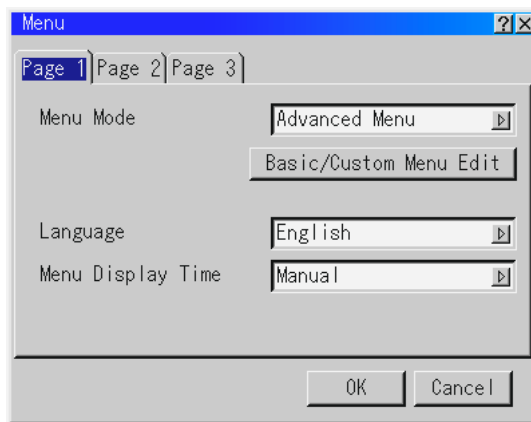 Menu
Page 1 Page 2 Page 3
Menu Mode Advanced Menu
Basic/Custom Menu Edit
Language English
Menu Display Time Manual
OK Cancel